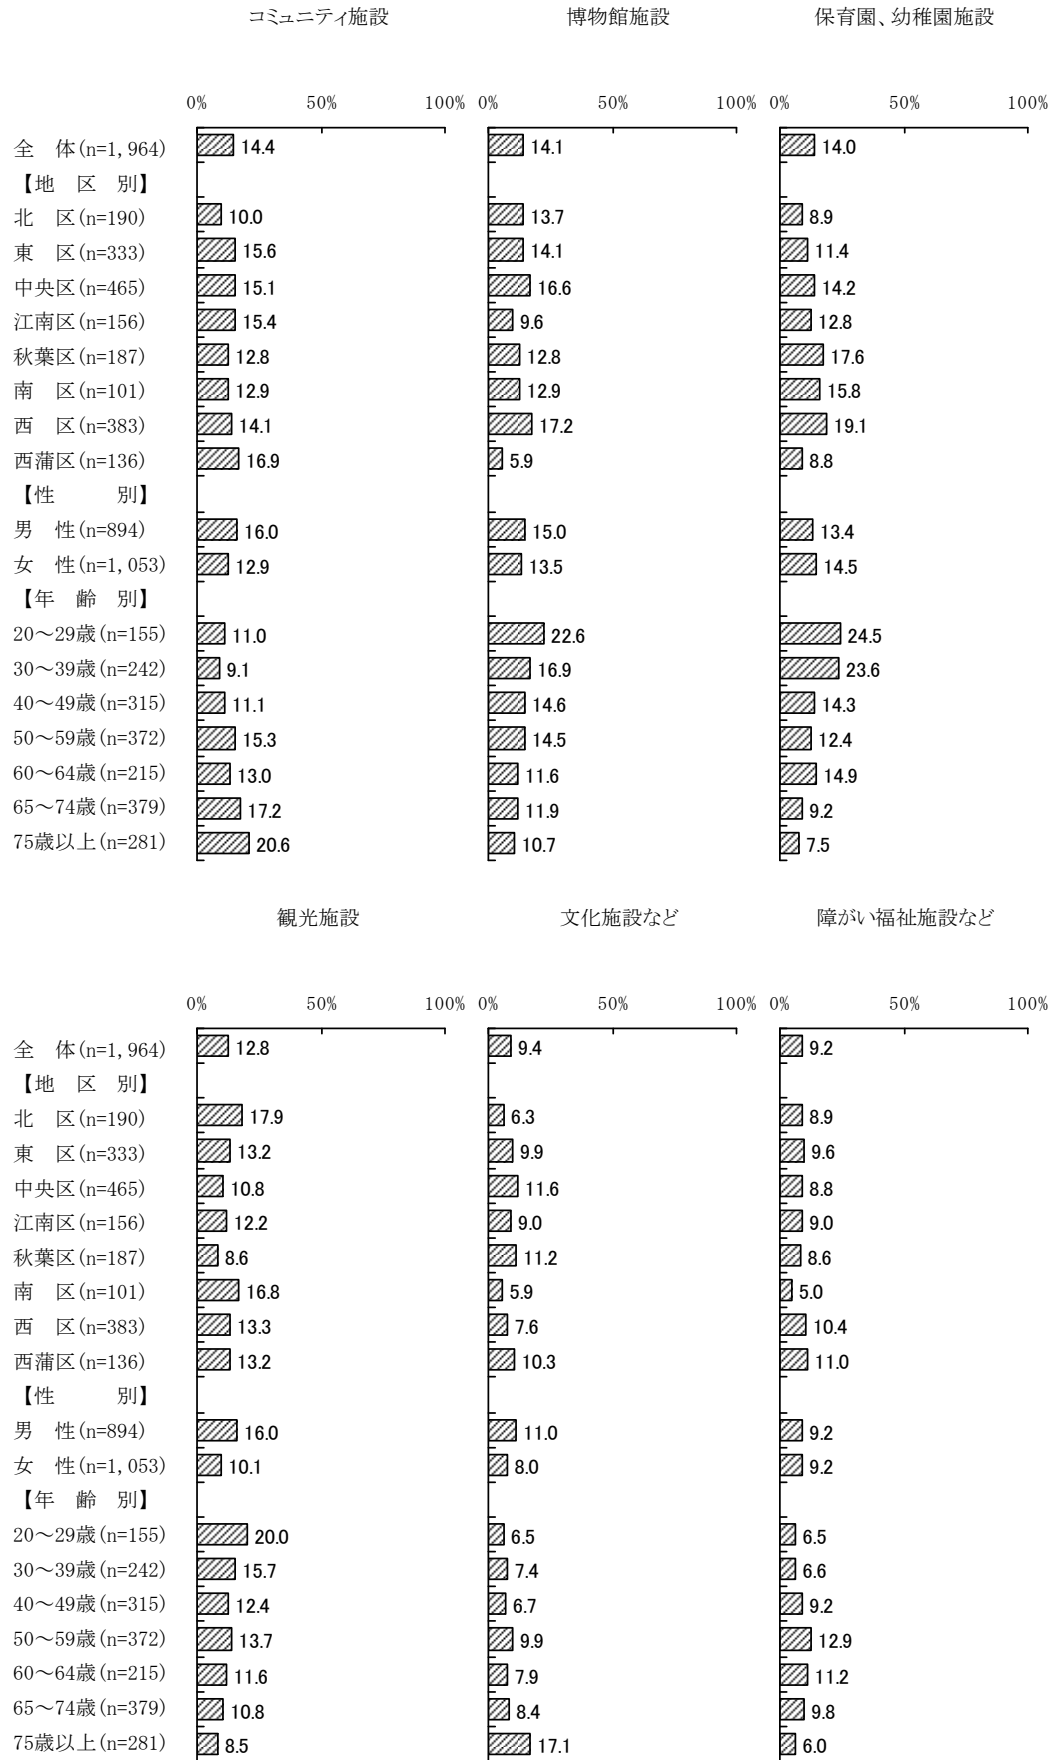 コミュニティ施設 博物館施設 保育園、幼稚園施設
0% 50% 100% 0% 50% 100% 0% 50% 100%
全 体(n=1,964) 14.4 14.1 14.0
【地 区 別】
北 区(n=190) 10.0 13.7 8.9
東 区(n=333) 15.6 14.1 11.4
中央区(n=465) 15.1 16.6 14.2
江南区(n=156) 15.4 9.6 12.8
秋葉区(n=187) 12.8 12.8 17.6
南 区(n=101) 12.9 12.9 15.8
西 区(n=383) 14.1 17.2 19.1
西蒲区(n=136) 16.9 5.9 8.8
【性 別】
男 性(n=894) 16.0 15.0 13.4
女 性(n=1,053) 12.9 13.5 14.5
【年 齢 別】
20～29歳(n=155) 11.0 22.6 24.5
30～39歳(n=242) 9.1 16.9 23.6
40～49歳(n=315) 11.1 14.6 14.3
50～59歳(n=372) 15.3 14.5 12.4
60～64歳(n=215) 13.0 11.6 14.9
65～74歳(n=379) 17.2 11.9 9.2
75歳以上(n=281) 20.6 10.7 7.5
観光施設 文化施設など 障がい福祉施設など
0% 50% 100% 0% 50% 100% 0% 50% 100%
全 体(n=1,964) 12.8 9.4 9.2
【地 区 別】
北 区(n=190) 17.9 6.3 8.9
東 区(n=333) 13.2 9.9 9.6
中央区(n=465) 10.8 11.6 8.8
江南区(n=156) 12.2 9.0 9.0
秋葉区(n=187) 8.6 11.2 8.6
南 区(n=101) 16.8 5.9 5.0
西 区(n=383) 13.3 7.6 10.4
西蒲区(n=136) 13.2 10.3 11.0
【性 別】
男 性(n=894) 16.0 11.0 9.2
女 性(n=1,053) 10.1 8.0 9.2
【年 齢 別】
20～29歳(n=155) 20.0 6.5 6.5
30～39歳(n=242) 15.7 7.4 6.6
40～49歳(n=315) 12.4 6.7 9.2
50～59歳(n=372) 13.7 9.9 12.9
60～64歳(n=215) 11.6 7.9 11.2
65～74歳(n=379) 10.8 8.4 9.8
75歳以上(n=281) 8.5 17.1 6.0